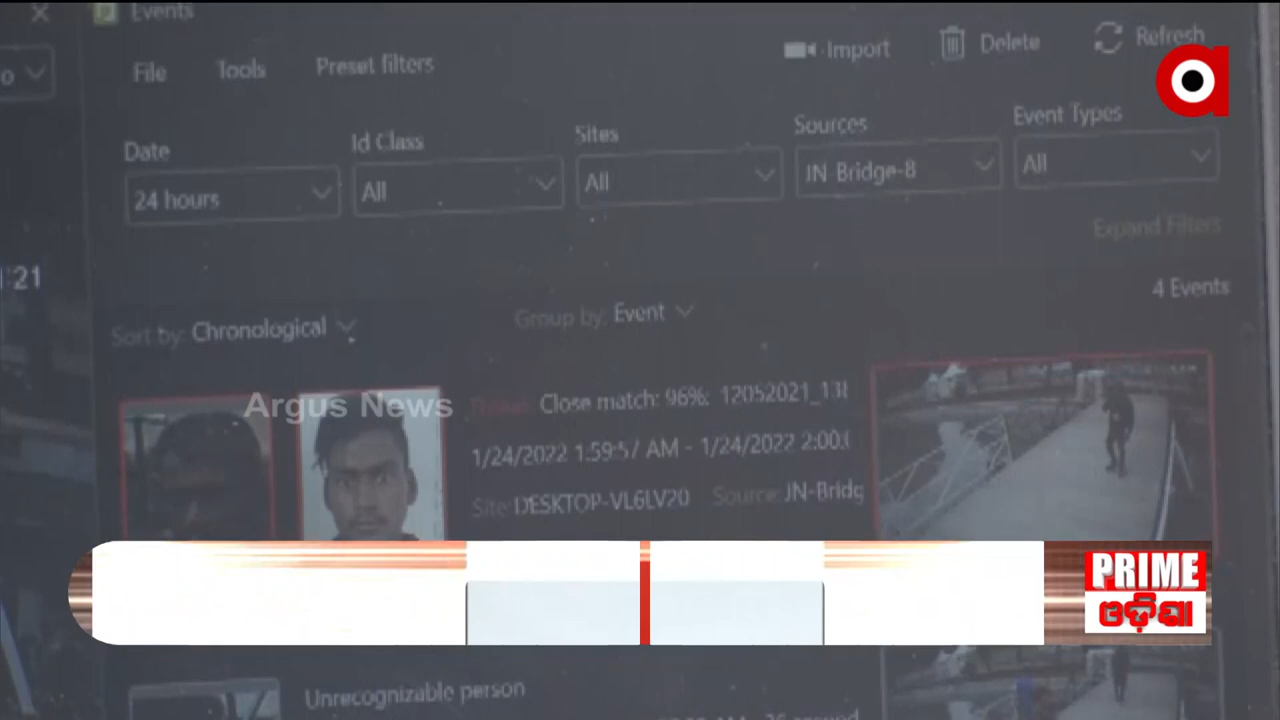 Events
File Tools Preset filters
Import Delete Refresh
Date Id Class Sites Sources Event Types
24 hours All All JN-Bridge-8 All
Expand Filters
:21
4 Events
Sort by: Chronological Group by: Event
Argus News
Close match: 96%: 12052021_
1/24/2022 1:59:57 AM - 1/24/2022 2:00:
Site: DESKTOP-VL6LV20 Source: JN-Bridg
PRIME
ଓଡ଼ିଶା
Unrecognizable person